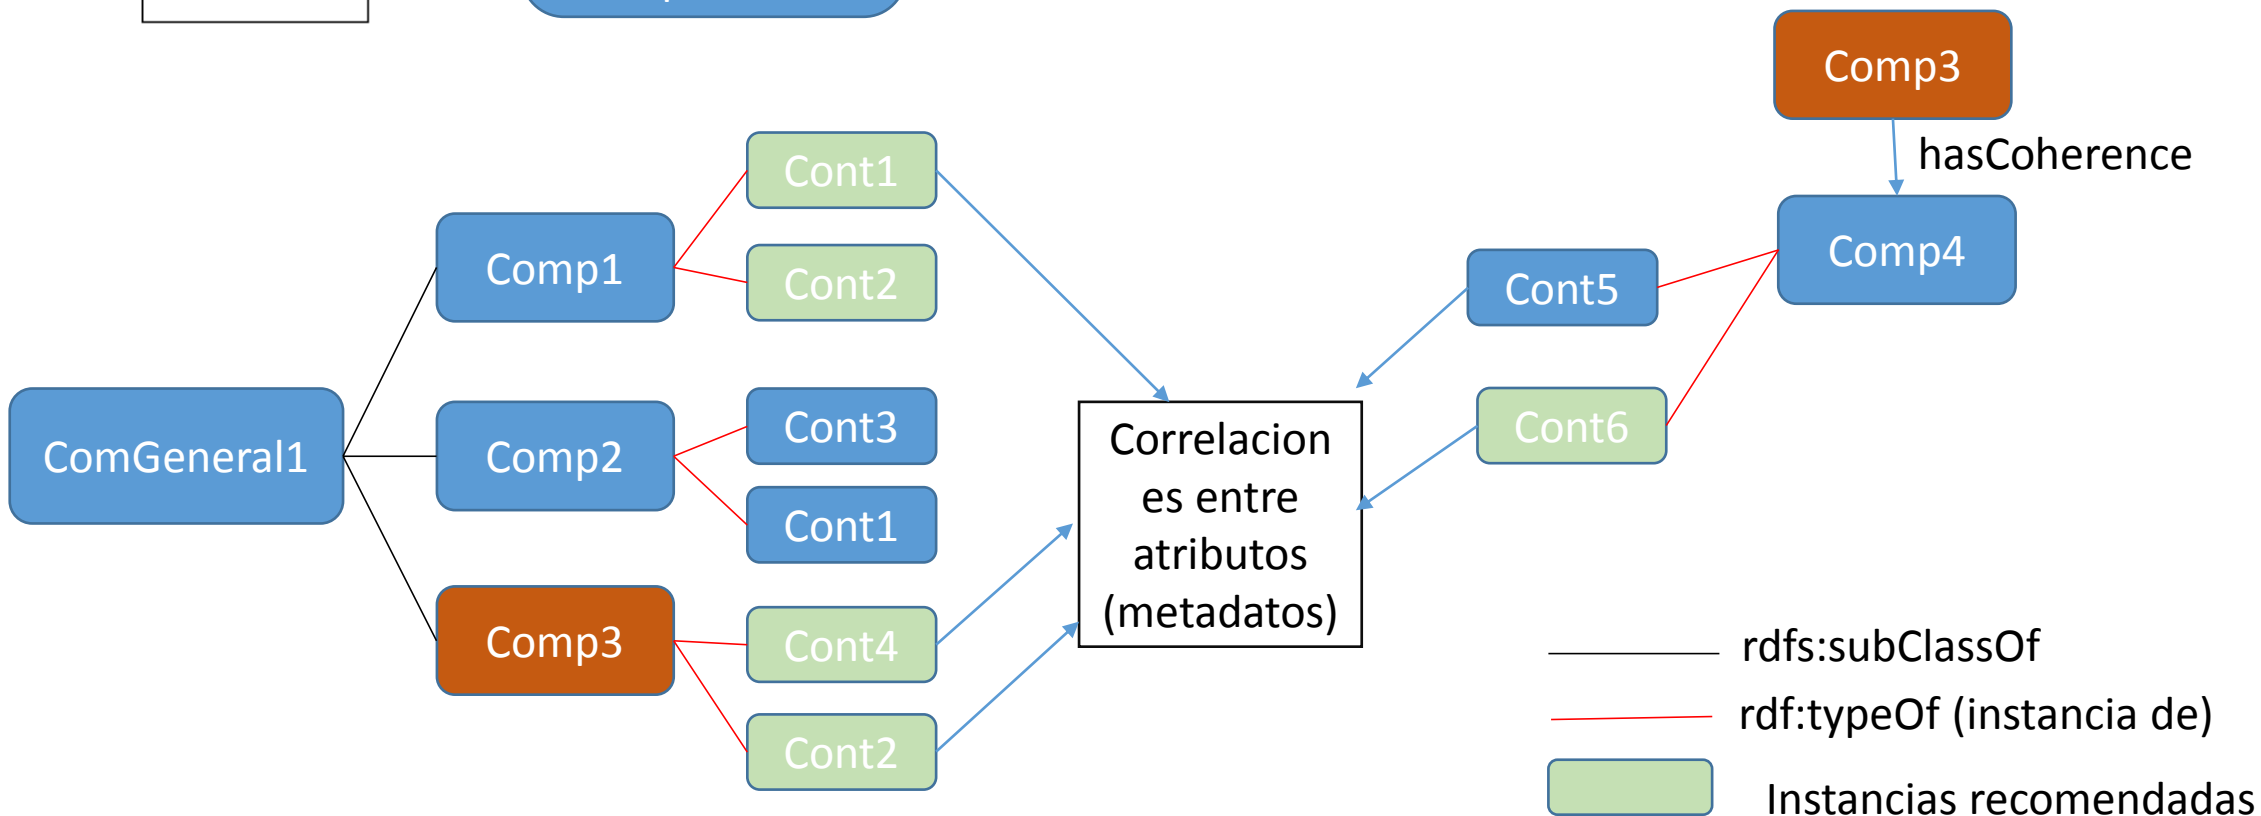 Comp3
hasCoherence
Cont1
Comp1
Cont2
Comp4
Cont5
ComGeneral1
Comp2
Cont3
Cont1
Correlacion
es entre
atributos
(metadatos)
Cont6
Comp3
Cont4
Cont2
rdfs:subClassOf
rdf:typeOf (instancia de)
Instancias recomendadas